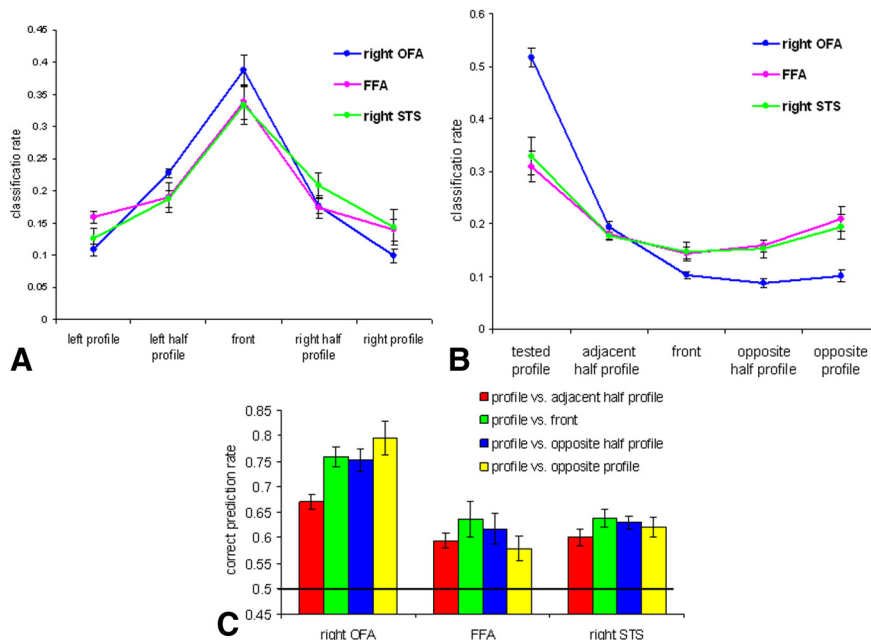 0.45
0.4
0.35
0.3
0.25
0.2
0.15
0.1
0.05
0
classificatio rate
right OFA
FFA
right STS
left profile
left half
profile
front
right half
profile
right profile
A
0.6
0.5
0.4
0.3
0.2
0.1
0
classificatio rate
right OFA
FFA
right STS
tested
profile
adjacent
half profile
front
opposite
half profile
opposite
profile
B
profile vs. adjacent half profile
profile vs. front
profile vs. opposite half profile
profile vs. opposite profile
0.85
0.8
0.75
0.7
0.65
0.6
0.55
0.5
0.45
correct prediction rate
right OFA
FFA
right STS
C